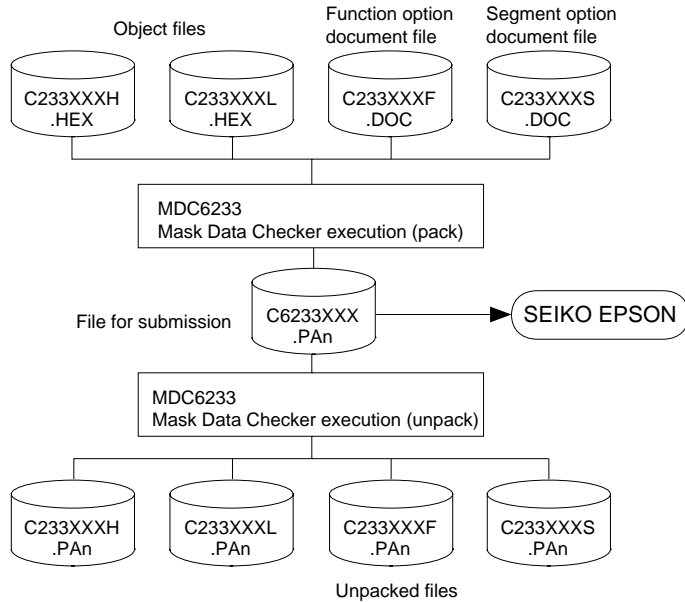 Object files
Function option
document file
Segment option
document file
C233XXXH
.HEX
C233XXXL
.HEX
C233XXXF
.DOC
C233XXXS
.DOC
MDC6233
Mask Data Checker execution (pack)
File for submission
C6233XXX
.PAn
SEIKO EPSON
MDC6233
Mask Data Checker execution (unpack)
C233XXXH
.PAn
C233XXXL
.PAn
C233XXXF
.PAn
C233XXXS
.PAn
Unpacked files